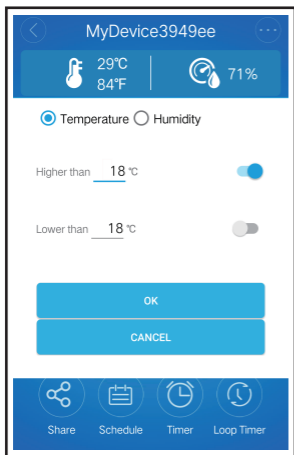 MyDevice3949ee
29℃
84℉
71%
Temperature Humidity
Higher than 18 ℃
Lower than 18 ℃
OK
CANCEL
Share Schedule Timer Loop Timer